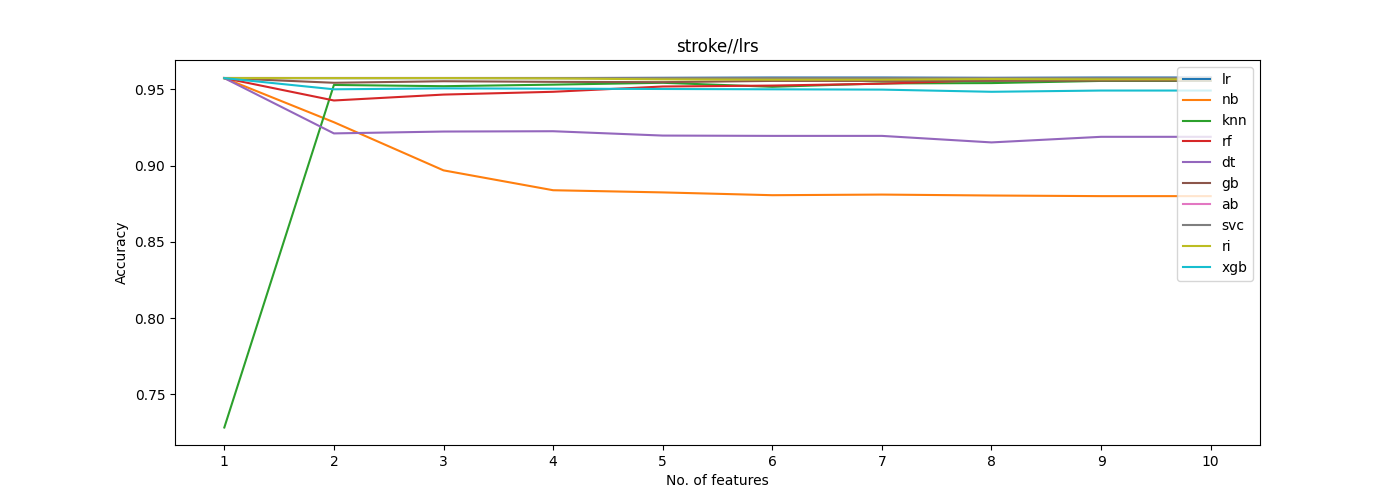 stroke//lrs
0.95
0.90
0.85
0.80
0.75
Accuracy
1 2 3 4 5 6 7 8 9 10
No. of features
lr
nb
knn
rf
dt
gb
ab
svc
ri
xgb